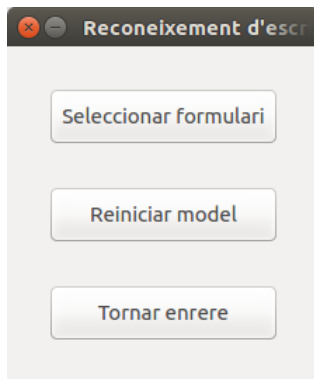 Reconeixement d'escr
Seleccionar formulari
Reiniciar model
Tornar enrere